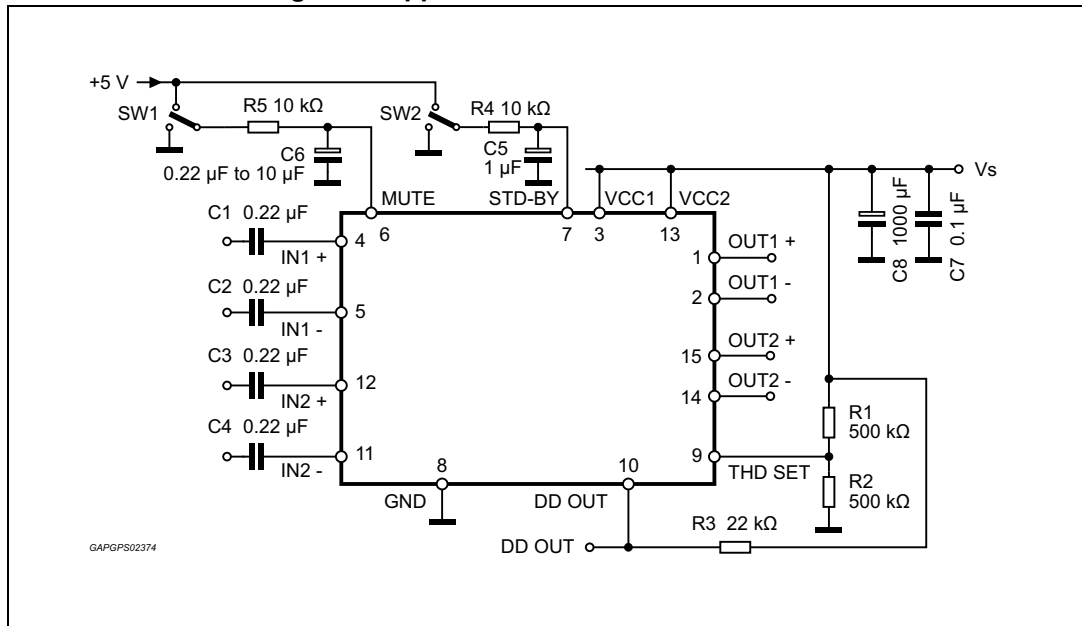 +5 V
SW1
R5 10 kΩ
C6
0.22 µF to 10 µF
SW2
R4 10 kΩ
C5
1 µF
Vs
C8 1000 µF
C7 0.1 µF
MUTE
6
STD-BY
7
VCC1
3
VCC2
13
C1 0.22 µF
IN1 +
4
C2 0.22 µF
IN1 -
5
C3 0.22 µF
IN2 +
12
C4 0.22 µF
IN2 -
11
1
OUT1 +
2
OUT1 -
15
OUT2 +
14
OUT2 -
9
THD SET
R1
500 kΩ
R2
500 kΩ
8
GND
10
DD OUT
R3 22 kΩ
DD OUT
GAPGPS02374